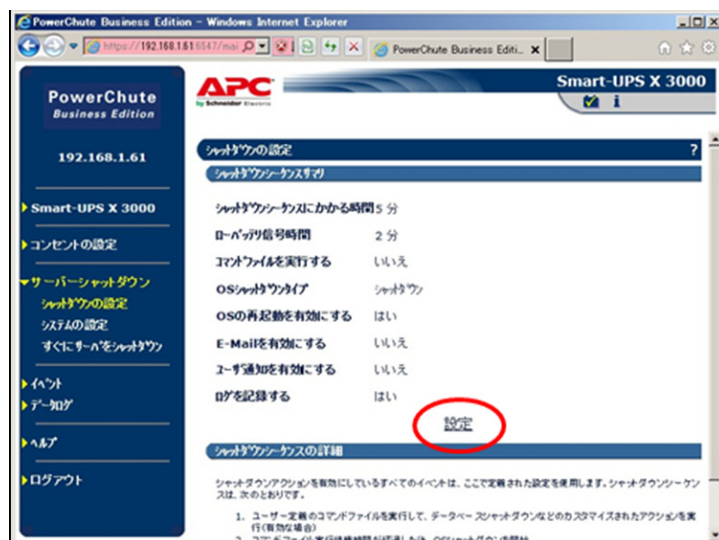 PowerChute Business Edition - Windows Internet Explorer
https://192.168.1.61:6547/mai
PowerChute Business Editi...
PowerChute
Business Edition
192.168.1.61
Smart-UPS X 3000
コンセントの設定
サーバーシャットダウン
シャットダウンの設定
システムの設定
すぐにサーバをシャットダウン
イベント
データログ
ヘルプ
ログアウト
APC
by Schneider Electric
Smart-UPS X 3000
シャットダウンの設定 ?
シャットダウンシーケンスサマリ
シャットダウンシーケンスにかかる時間 5 分
ローバッテリ信号時間 2 分
コマンドファイルを実行する いいえ
OSシャットダウンタイプ シャットダウン
OSの再起動を有効にする はい
E-Mailを有効にする いいえ
ユーザ通知を有効にする いいえ
ログを記録する はい
設定
シャットダウンシーケンスの詳細
シャットダウンアクションを有効にしているすべてのイベントは、ここで定義された設定を使用します。シャットダウンシーケン
スは、次のとおりです。
1. ユーザー定義のコマンドファイルを実行して、データベースシャットダウンなどのカスタマイズされたアクションを実
行(有効な場合)